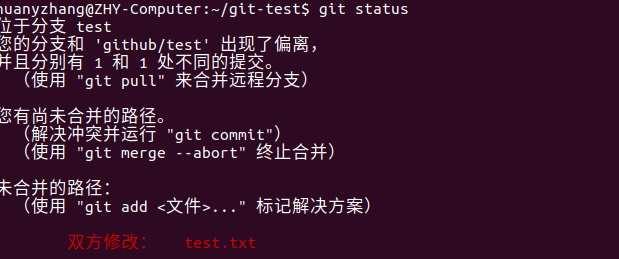 huanyzhang@ZHY-Computer:~/git-test$ git status
位于分支 test
您的分支和 'github/test' 出现了偏离，
并且分别有 1 和 1 处不同的提交。
（使用 "git pull" 来合并远程分支）
您有尚未合并的路径。
（解决冲突并运行 "git commit"）
（使用 "git merge --abort" 终止合并）
未合并的路径：
（使用 "git add <文件>..." 标记解决方案）
双方修改： test.txt